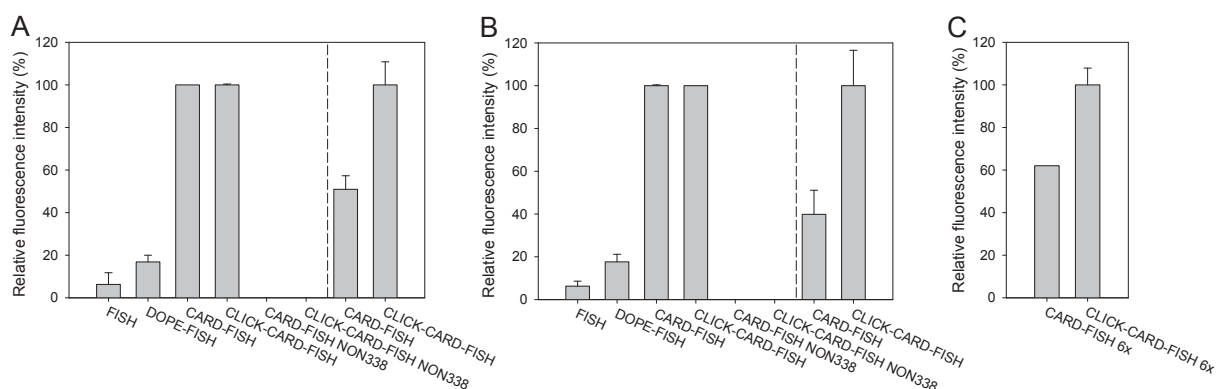 A
Relative fluorescence intensity (%)
120
100
80
60
40
20
0
FISH
DOPE-FISH
CARD-FISH
CLICK-CARD-FISH
CARD-FISH NON338
CLICK-CARD-FISH NON338
CARD-FISH
CLICK-CARD-FISH
B
Relative fluorescence intensity (%)
120
100
80
60
40
20
0
FISH
DOPE-FISH
CARD-FISH
CLICK-CARD-FISH
CARD-FISH NON338
CLICK-CARD-FISH NON338
CARD-FISH
CLICK-CARD-FISH
C
Relative fluorescence intensity (%)
120
100
80
60
40
20
0
CARD-FISH 6x
CLICK-CARD-FISH 6x